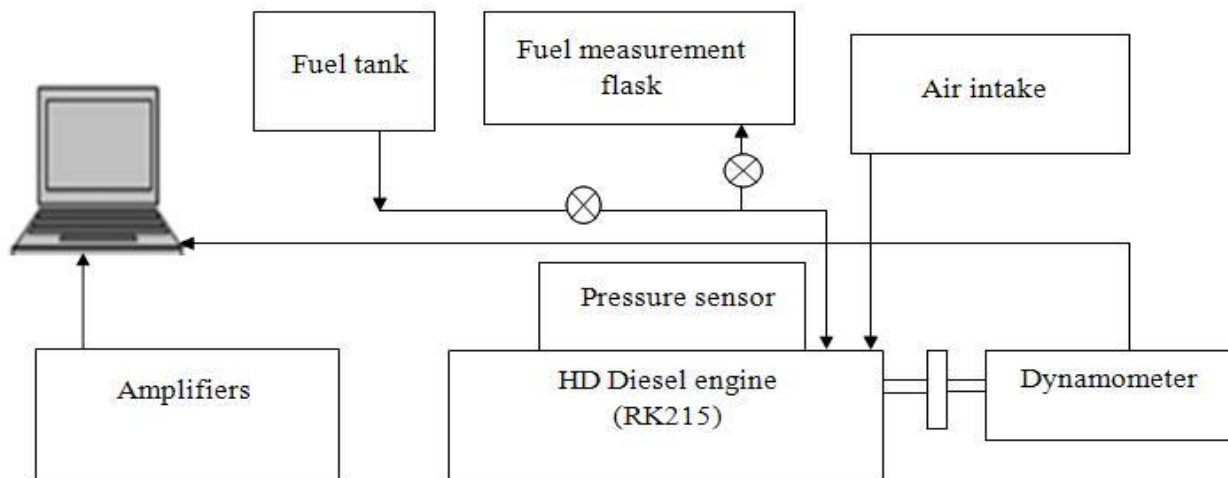 Fuel tank
Fuel measurement
flask
Air intake
Pressure sensor
Amplifiers
HD Diesel engine
(RK215)
Dynamometer